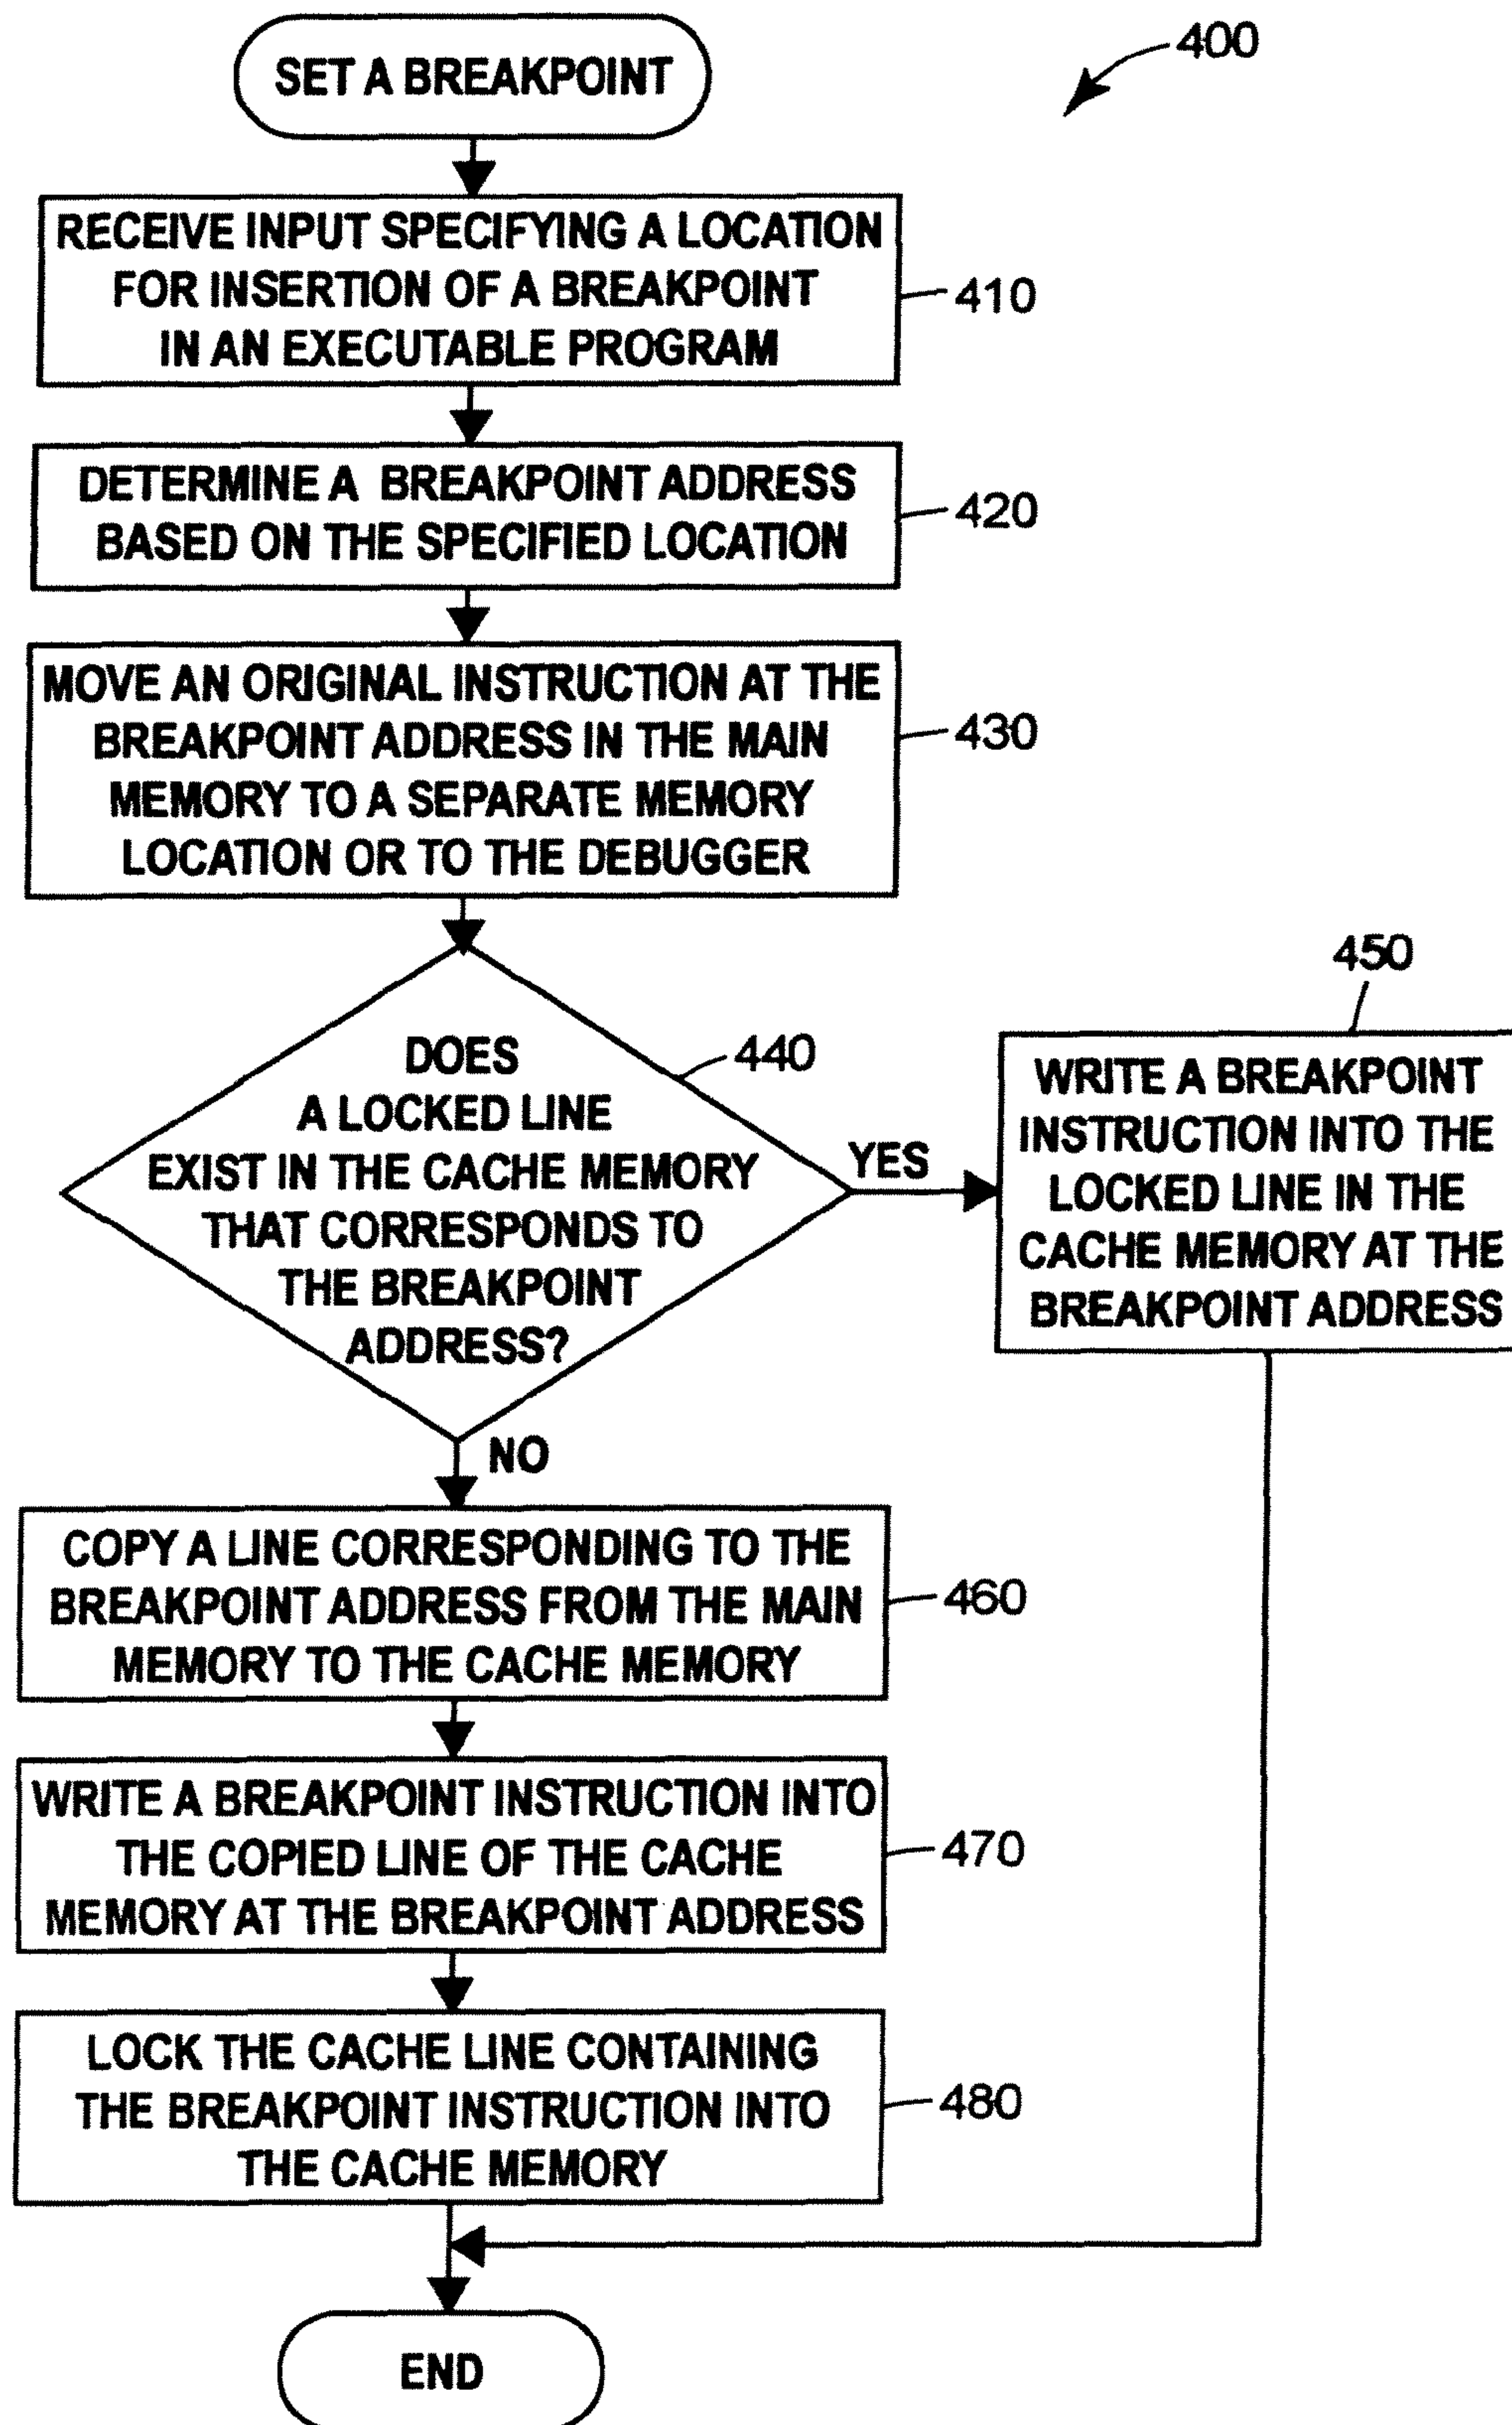 400
SET A BREAKPOINT
RECEIVE INPUT SPECIFYING A LOCATION
FOR INSERTION OF A BREAKPOINT
IN AN EXECUTABLE PROGRAM
410
DETERMINE A BREAKPOINT ADDRESS
BASED ON THE SPECIFIED LOCATION
420
MOVE AN ORIGINAL INSTRUCTION AT THE
BREAKPOINT ADDRESS IN THE MAIN
MEMORY TO A SEPARATE MEMORY
LOCATION OR TO THE DEBUGGER
430
DOES
A LOCKED LINE
EXIST IN THE CACHE MEMORY
THAT CORRESPONDS TO
THE BREAKPOINT
ADDRESS?
440
YES
450
WRITE A BREAKPOINT
INSTRUCTION INTO THE
LOCKED LINE IN THE
CACHE MEMORY AT THE
BREAKPOINT ADDRESS
NO
COPY A LINE CORRESPONDING TO THE
BREAKPOINT ADDRESS FROM THE MAIN
MEMORY TO THE CACHE MEMORY
460
WRITE A BREAKPOINT INSTRUCTION INTO
THE COPIED LINE OF THE CACHE
MEMORY AT THE BREAKPOINT ADDRESS
470
LOCK THE CACHE LINE CONTAINING
THE BREAKPOINT INSTRUCTION INTO
THE CACHE MEMORY
480
END